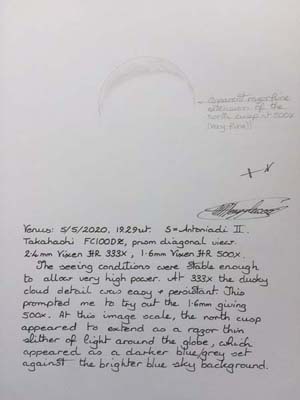 apparent razor fine
extension of the
north cusp at 500x
(very fine)
N
Venus: 5/5/2020, 19.29ut. S=Antoniadi II.
Takahashi FC100DZ, prism diagonal view.
2.4mm Vixen HR 333x, 1.6mm Vixen HR 500x.
The seeing conditions were stable enough
to allow very high power. At 333x the dusky
cloud detail was easy + persistant. This
prompted me to try out the 1.6mm giving
500x. At this image scale, the north cusp
appeared to extend as a razor thin
slither of light around the globe, which
appeared as a darker blue/grey set
against the brighter blue sky background.